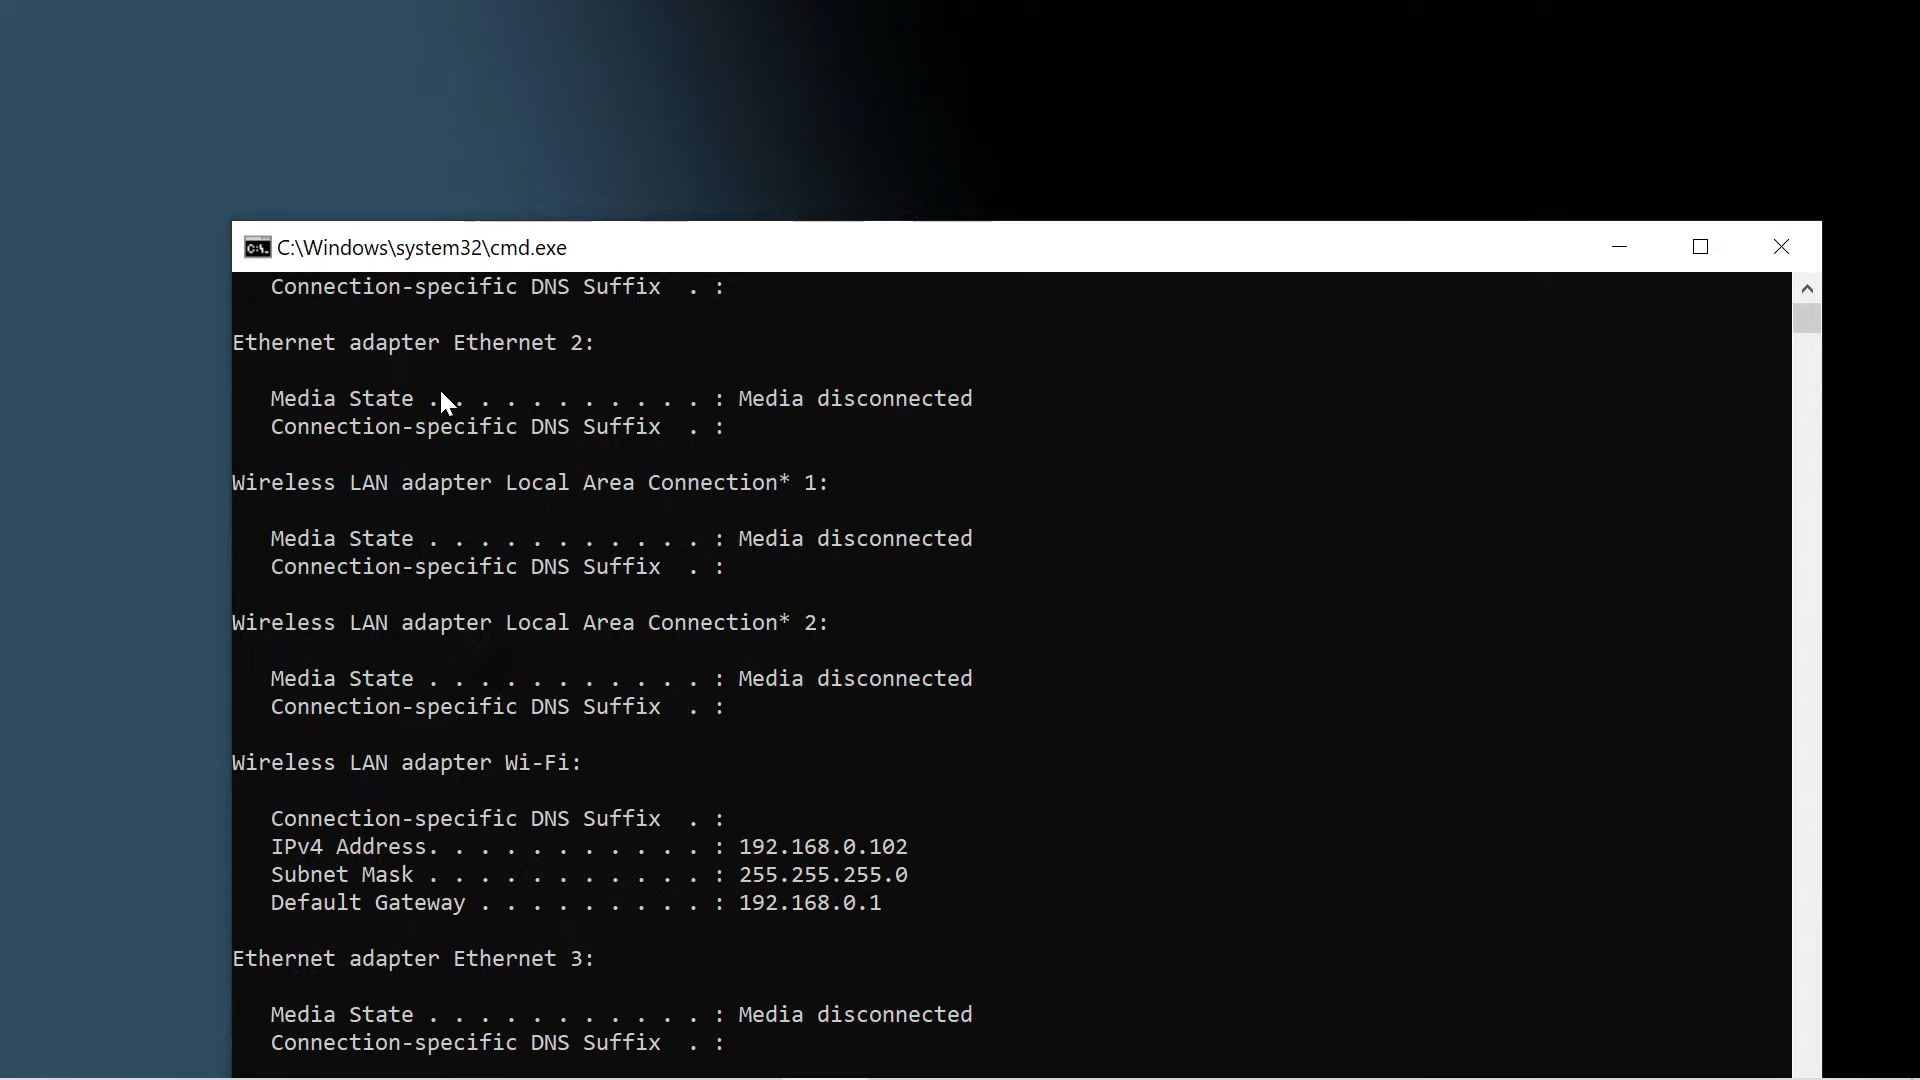 C:\Windows\system32\cmd.exe
Connection-specific DNS Suffix  . :
Ethernet adapter Ethernet 2:
Media State . . . . . . . . . . . : Media disconnected
Connection-specific DNS Suffix  . :
Wireless LAN adapter Local Area Connection* 1:
Media State . . . . . . . . . . . : Media disconnected
Connection-specific DNS Suffix  . :
Wireless LAN adapter Local Area Connection* 2:
Media State . . . . . . . . . . . : Media disconnected
Connection-specific DNS Suffix  . :
Wireless LAN adapter Wi-Fi:
Connection-specific DNS Suffix  . :
IPv4 Address. . . . . . . . . . . : 192.168.0.102
Subnet Mask . . . . . . . . . . . : 255.255.255.0
Default Gateway . . . . . . . . . : 192.168.0.1
Ethernet adapter Ethernet 3:
Media State . . . . . . . . . . . : Media disconnected
Connection-specific DNS Suffix  . :